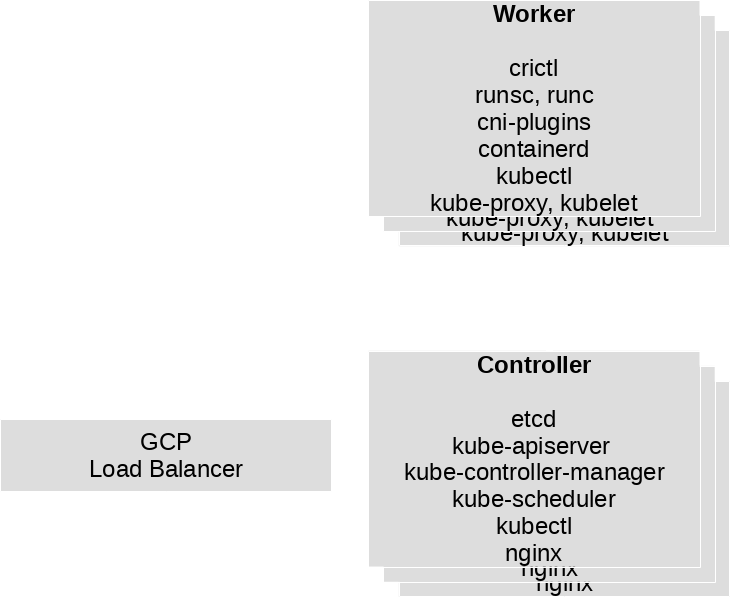 Worker
crictl
runsc, runc
cni-plugins
containerd
kubectl
kube-proxy, kubelet
kube-proxy, kubelet
kube-proxy, kubelet
GCP
Load Balancer
Controller
etcd
kube-apiserver
kube-controller-manager
kube-scheduler
kubectl
nginx
nginx
nginx